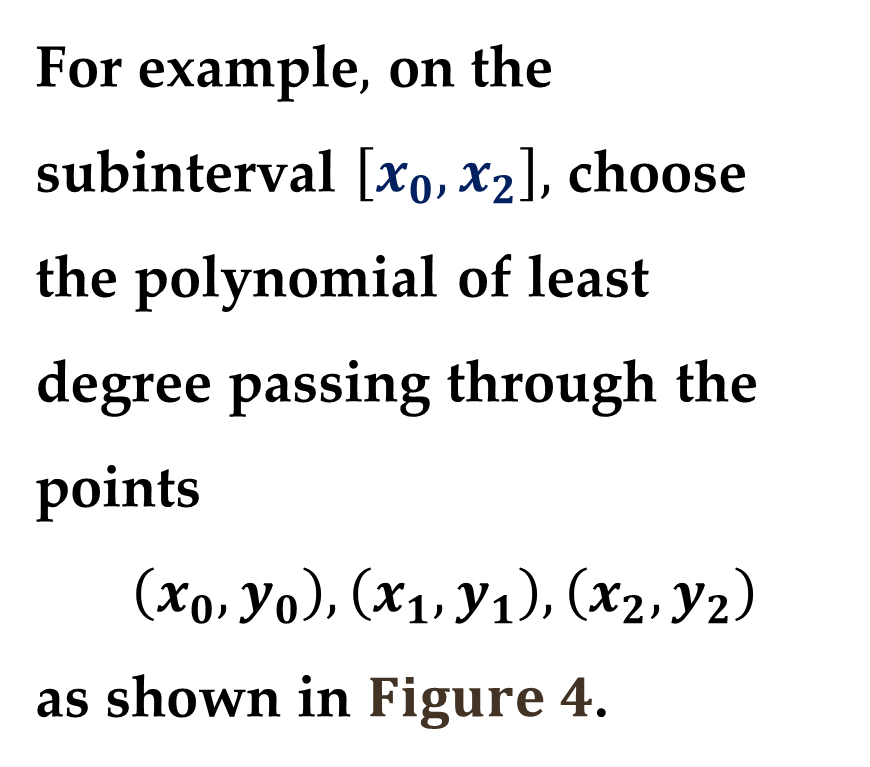 For example, on the
subinterval [x₀, x₂], choose
the polynomial of least
degree passing through the
points
(x₀, y₀), (x₁, y₁), (x₂, y₂)
as shown in Figure 4.